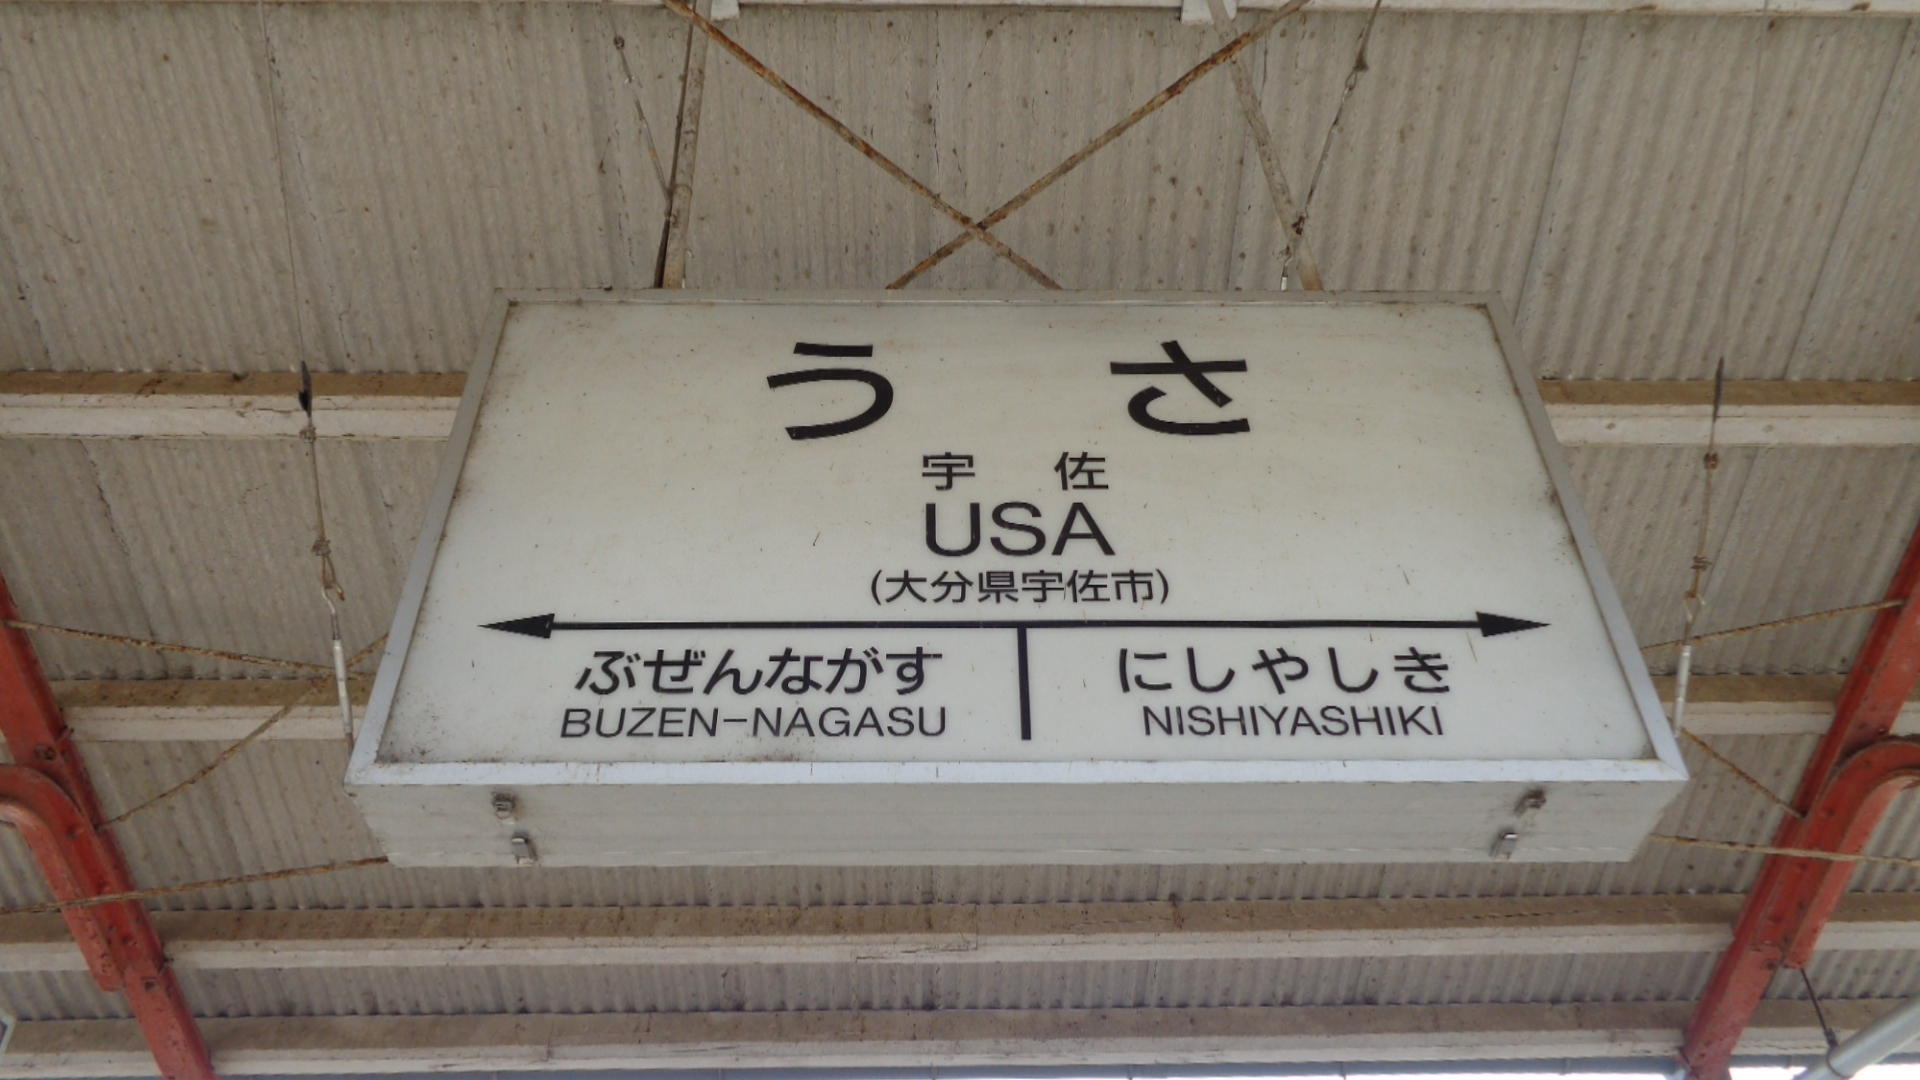 うさ
宇佐
USA
(大分県宇佐市)
ぶぜんながす にしやしき
BUZEN-NAGASU NISHIYASHIKI